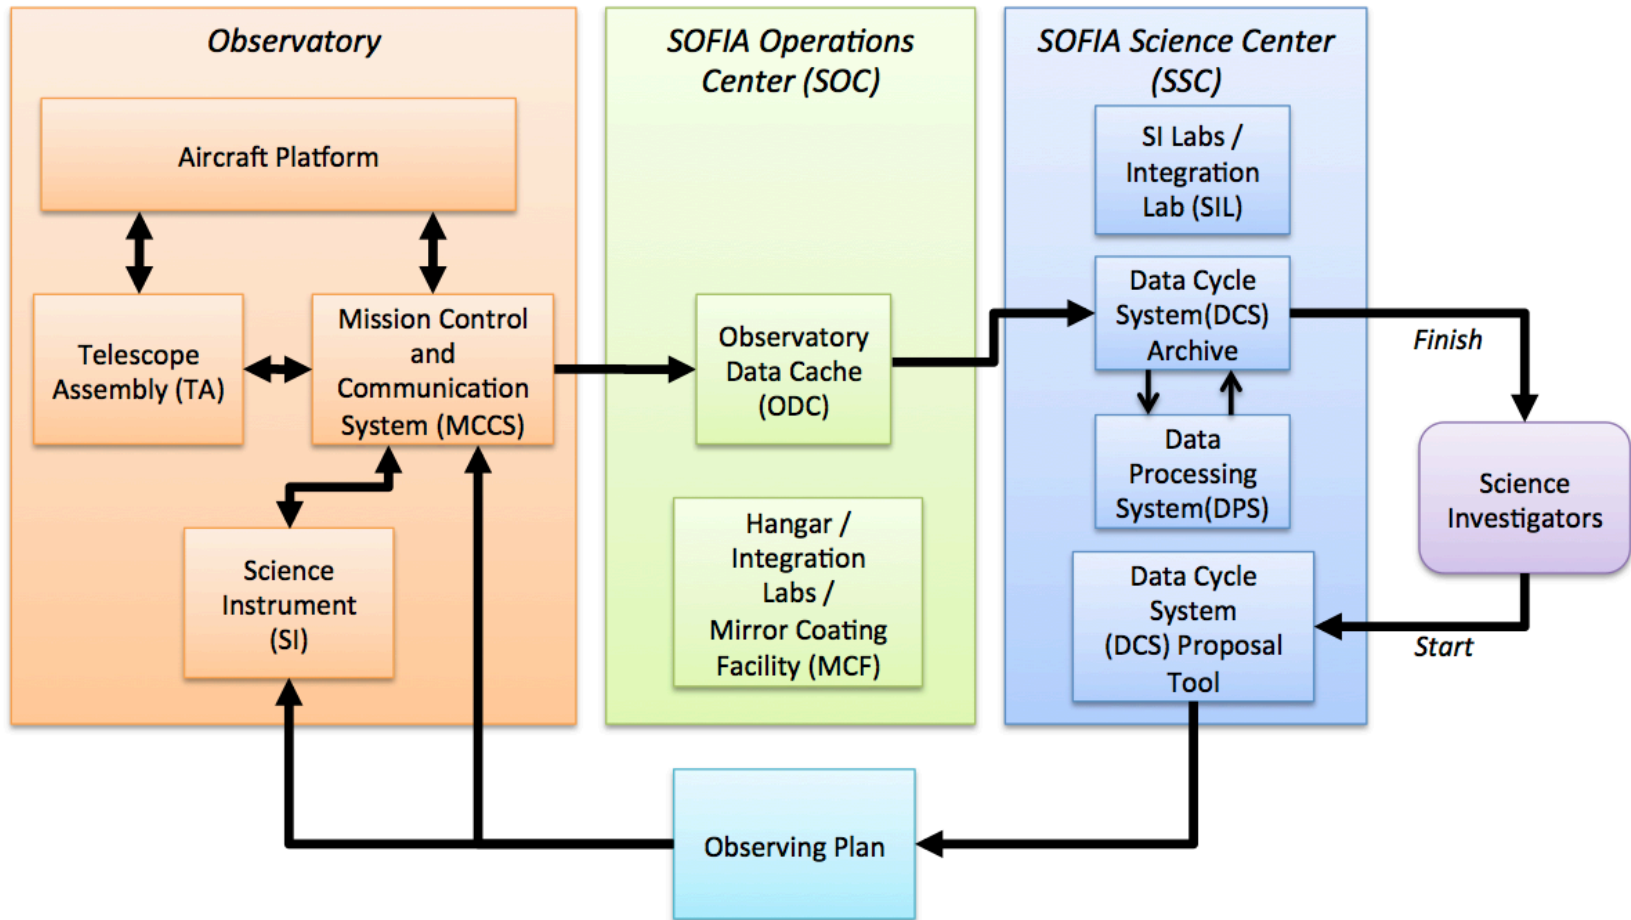 Observatory
Aircraft Platform
Telescope
Assembly (TA)
Mission Control
and
Communication
System (MCCS)
Science
Instrument
(SI)
SOFIA Operations
Center (SOC)
Observatory
Data Cache
(ODC)
Hangar /
Integration
Labs /
Mirror Coating
Facility (MCF)
SOFIA Science Center
(SSC)
SI Labs /
Integration
Lab (SIL)
Data Cycle
System(DCS)
Archive
Data
Processing
System(DPS)
Data Cycle
System
(DCS) Proposal
Tool
Finish
Science
Investigators
Start
Observing Plan